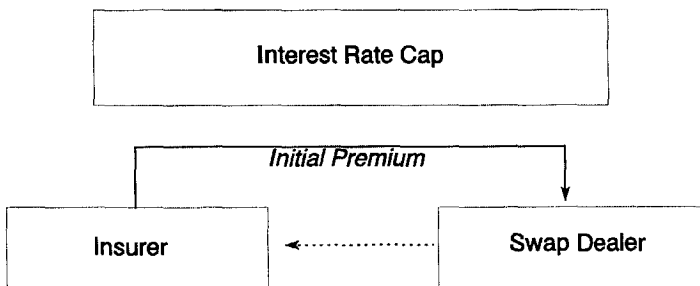 Interest Rate Cap
Initial Premium
Insurer
Swap Dealer